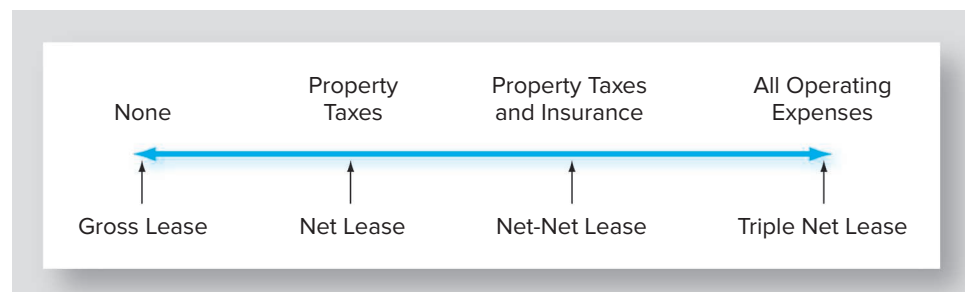 None
Property
Taxes
Property Taxes
and Insurance
All Operating
Expenses
Gross Lease
Net Lease
Net-Net Lease
Triple Net Lease